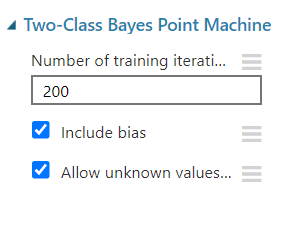 Two-Class Bayes Point Machine
Number of training iterati...
200
Include bias
Allow unknown values...